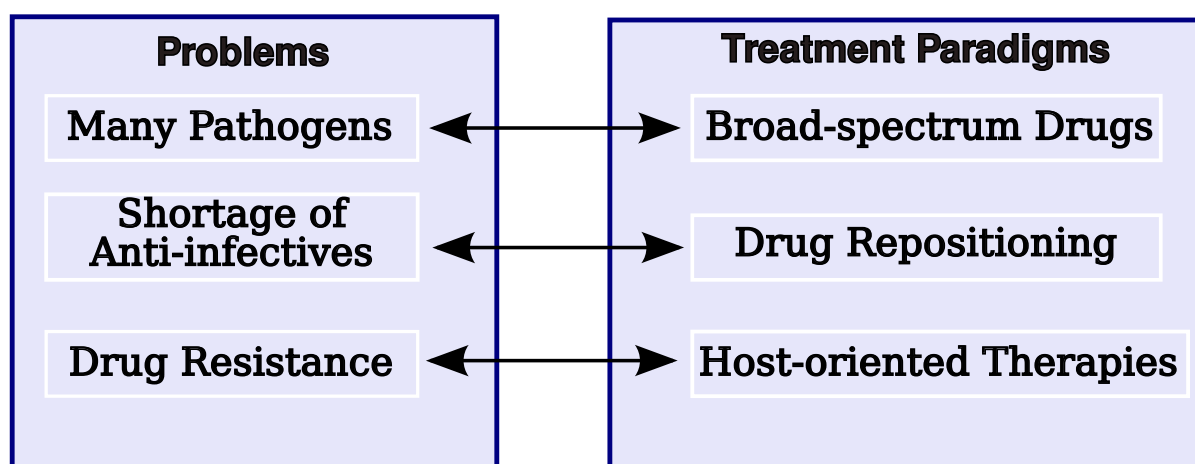 Problems
Many Pathogens
Shortage of
Anti-infectives
Drug Resistance
Treatment Paradigms
Broad-spectrum Drugs
Drug Repositioning
Host-oriented Therapies